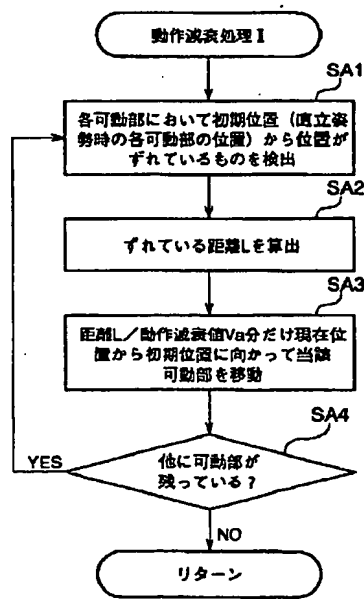 動作減衰処理Ⅰ
SA1
各可動部において初期位置（直立姿
勢時の各可動部の位置）から位置が
ずれているものを検出
SA2
ずれている距離Lを算出
SA3
距離L／動作減衰値Va分だけ現在位
置から初期位置に向かって当該
可動部を移動
SA4
他に可動部が
残っている？
YES
NO
リターン